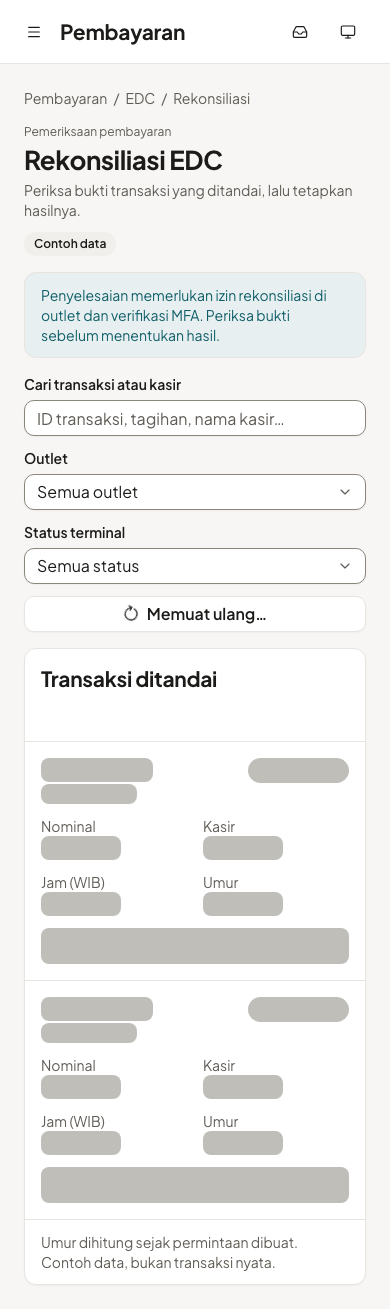 Pembayaran
Pembayaran / EDC / Rekonsiliasi
Pemeriksaan pembayaran
Rekonsiliasi EDC
Periksa bukti transaksi yang ditandai, lalu tetapkan
hasilnya.
Contoh data
Penyelesaian memerlukan izin rekonsiliasi di
outlet dan verifikasi MFA. Periksa bukti
sebelum menentukan hasil.
Cari transaksi atau kasir
ID transaksi, tagihan, nama kasir…
Outlet
Semua outlet
Status terminal
Semua status
Memuat ulang…
Transaksi ditandai
Nominal Kasir
Jam (WIB) Umur
Nominal Kasir
Jam (WIB) Umur
Umur dihitung sejak permintaan dibuat.
Contoh data, bukan transaksi nyata.